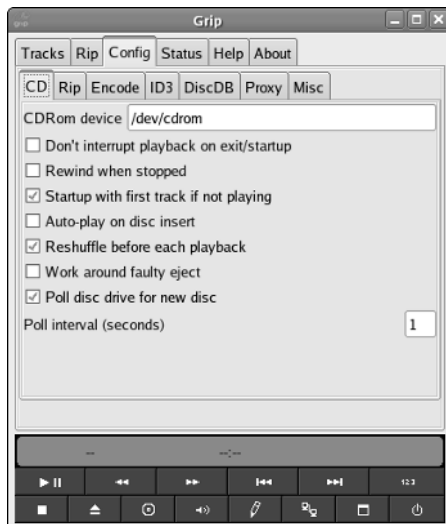 Grip
Tracks Rip Config Status Help About
CD Rip Encode ID3 DiscDB Proxy Misc
CDRom device /dev/cdrom
Don't interrupt playback on exit/startup
Rewind when stopped
Startup with first track if not playing
Auto-play on disc insert
Reshuffle before each playback
Work around faulty eject
Poll disc drive for new disc
Poll interval (seconds) 1
-- --:--
123